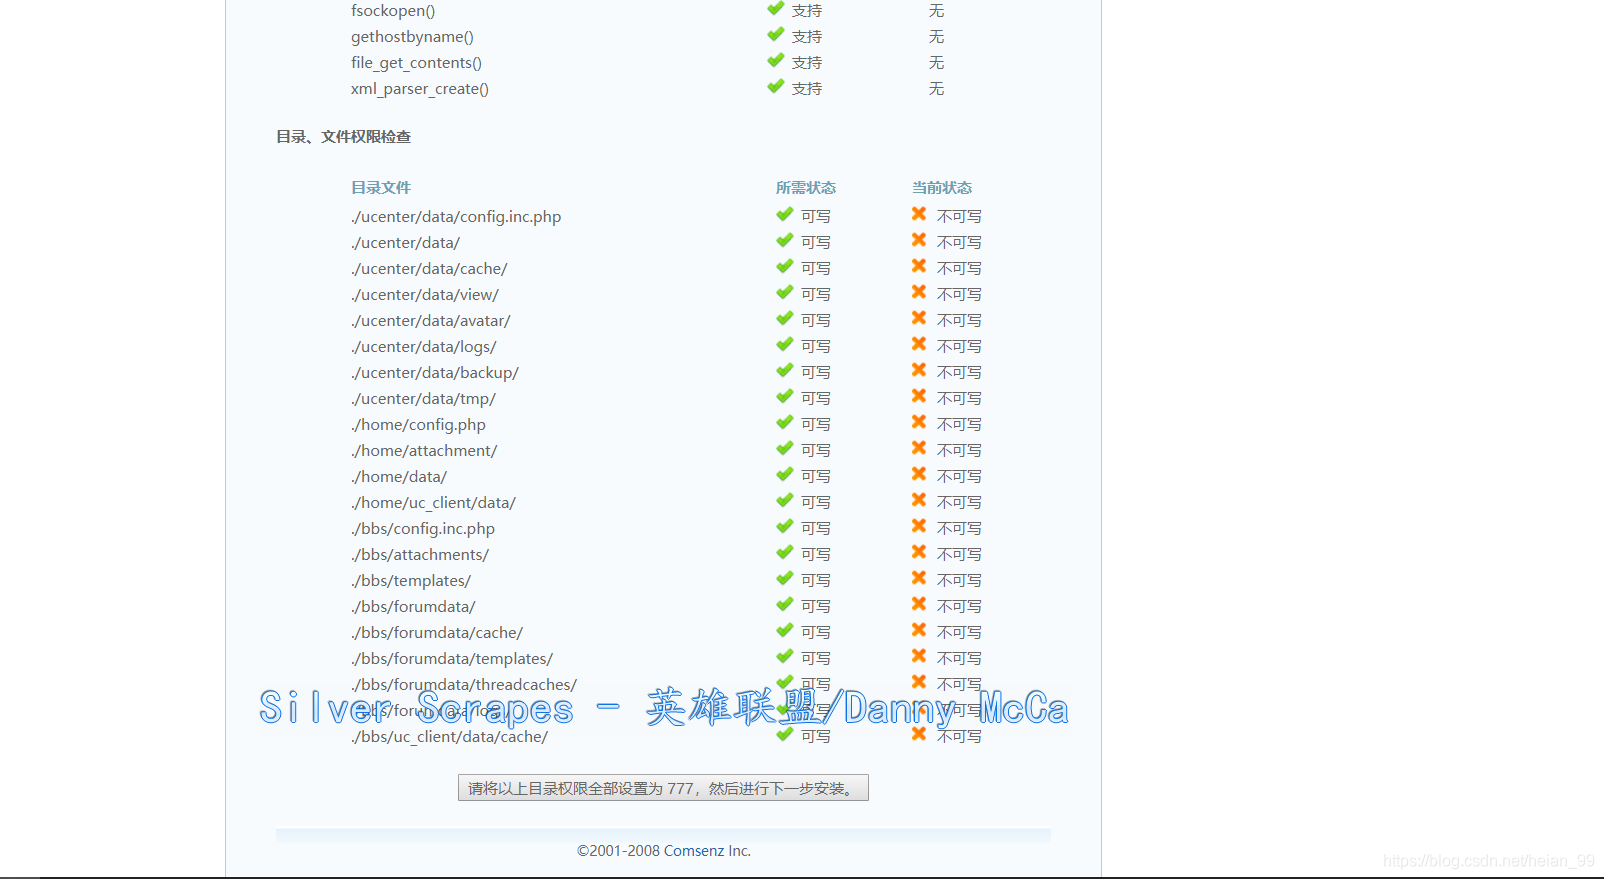 fsockopen() 支持 无
gethostbyname() 支持 无
file_get_contents() 支持 无
xml_parser_create() 支持 无
目录、文件权限检查
目录文件 所需状态 当前状态
./ucenter/data/config.inc.php 可写 不可写
./ucenter/data/ 可写 不可写
./ucenter/data/cache/ 可写 不可写
./ucenter/data/view/ 可写 不可写
./ucenter/data/avatar/ 可写 不可写
./ucenter/data/logs/ 可写 不可写
./ucenter/data/backup/ 可写 不可写
./ucenter/data/tmp/ 可写 不可写
./home/config.php 可写 不可写
./home/attachment/ 可写 不可写
./home/data/ 可写 不可写
./home/uc_client/data/ 可写 不可写
./bbs/config.inc.php 可写 不可写
./bbs/attachments/ 可写 不可写
./bbs/templates/ 可写 不可写
./bbs/forumdata/ 可写 不可写
./bbs/forumdata/cache/ 可写 不可写
./bbs/forumdata/templates/ 可写 不可写
./bbs/forumdata/threadcaches/ 可写 不可写
Silver Scrapes - 英雄联盟/Danny McCa
./bbs/uc_client/data/cache/ 可写 不可写
请将以上目录权限全部设置为 777，然后进行下一步安装。
©2001-2008 Comsenz Inc.
https://blog.csdn.net/heian_99